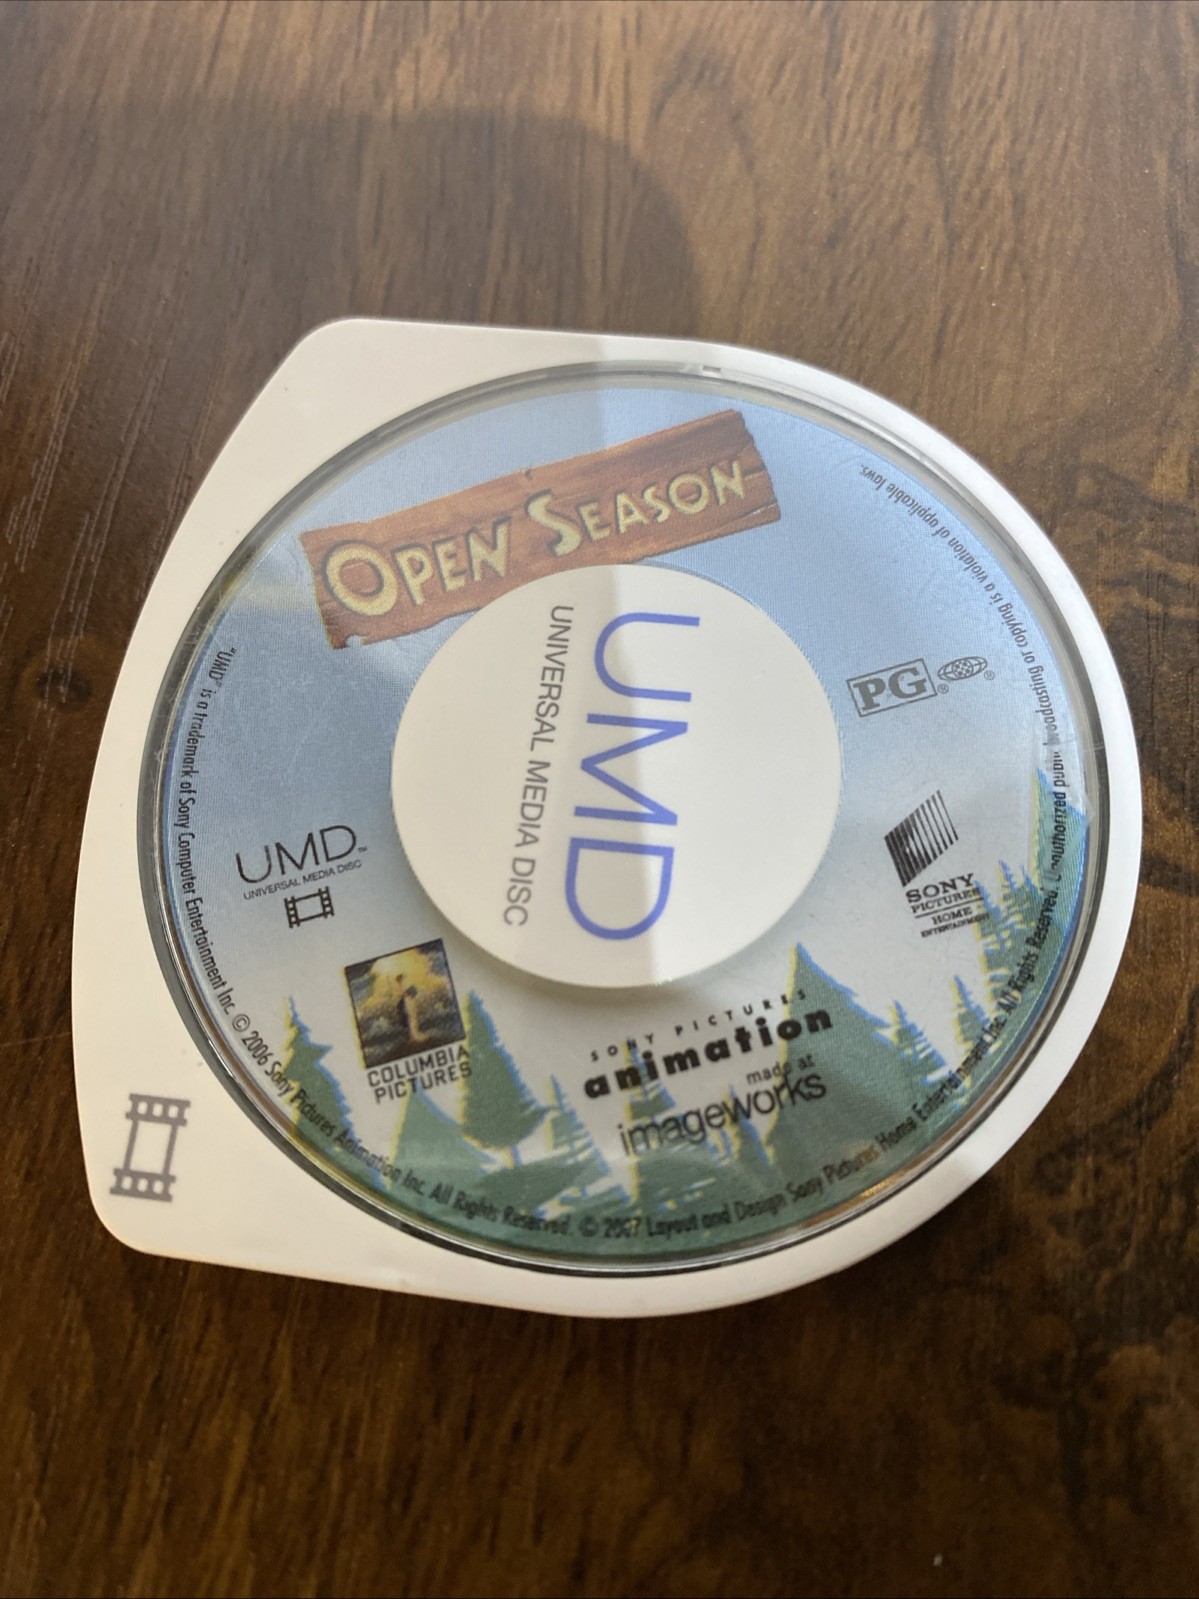 OPEN SEASON
UMD
UNIVERSAL MEDIA DISC
PG® ®
UMD™
UNIVERSAL MEDIA DISC
SONY
PICTURES
HOME
ENTERTAINMENT
COLUMBIA
PICTURES
SONY PICTURES
animation
made at
imageworks
"UMD" is a trademark of Sony Computer Entertainment Inc. © 2006 Sony Pictures Animation Inc. All Rights Reserved. © 2007 Layout and Design Sony Pictures Home Entertainment Inc. All Rights Reserved. Unauthorized public broadcasting or copying is a violation of applicable laws.